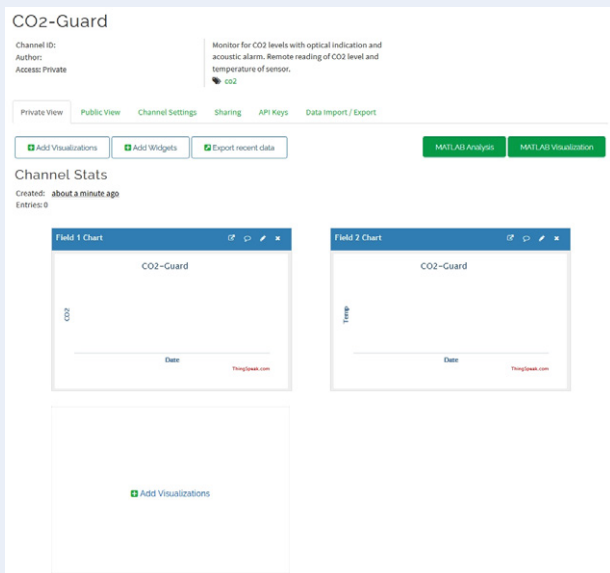 CO2-Guard
Channel ID:
Author:
Access: Private
Monitor for CO2 levels with optical indication and
acoustic alarm. Remote reading of CO2 level and
temperature of sensor.
co2
Private View Public View Channel Settings Sharing API Keys Data Import / Export
Add Visualizations Add Widgets Export recent data MATLAB Analysis MATLAB Visualization
Channel Stats
Created: about a minute ago
Entries: 0
Field 1 Chart
CO2-Guard
CO2
Date
ThingSpeak.com
Field 2 Chart
CO2-Guard
Temp
Date
ThingSpeak.com
Add Visualizations